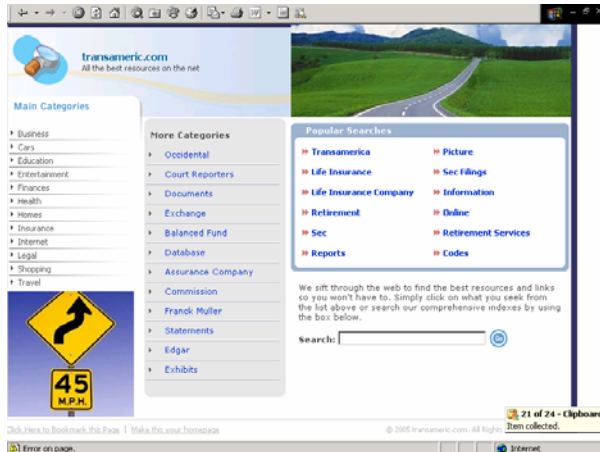 transameric.com
All the best resources on the net
Main Categories
Business
Cars
Education
Entertainment
Finances
Health
Homes
Insurance
Internet
Legal
Shopping
Travel
45
M.P.H.
More Categories
Occidental
Court Reporters
Documents
Exchange
Balanced Fund
Database
Assurance Company
Commission
Franck Muller
Statements
Edgar
Exhibits
Popular Searches
Transamerica
Picture
Life Insurance
Sec Filings
Life Insurance Company
Information
Retirement
Online
Sec
Retirement Services
Reports
Codes
We sift through the web to find the best resources and links
so you won't have to. Simply click on what you seek from
the list above or search our comprehensive indexes by using
the box below.
Search:
Go
Click Here to Bookmark this Page | Make this your homepage
© 2005 transameric.com. All Rights
21 of 24 - Clipboard
Item collected.
Error on page.
Internet